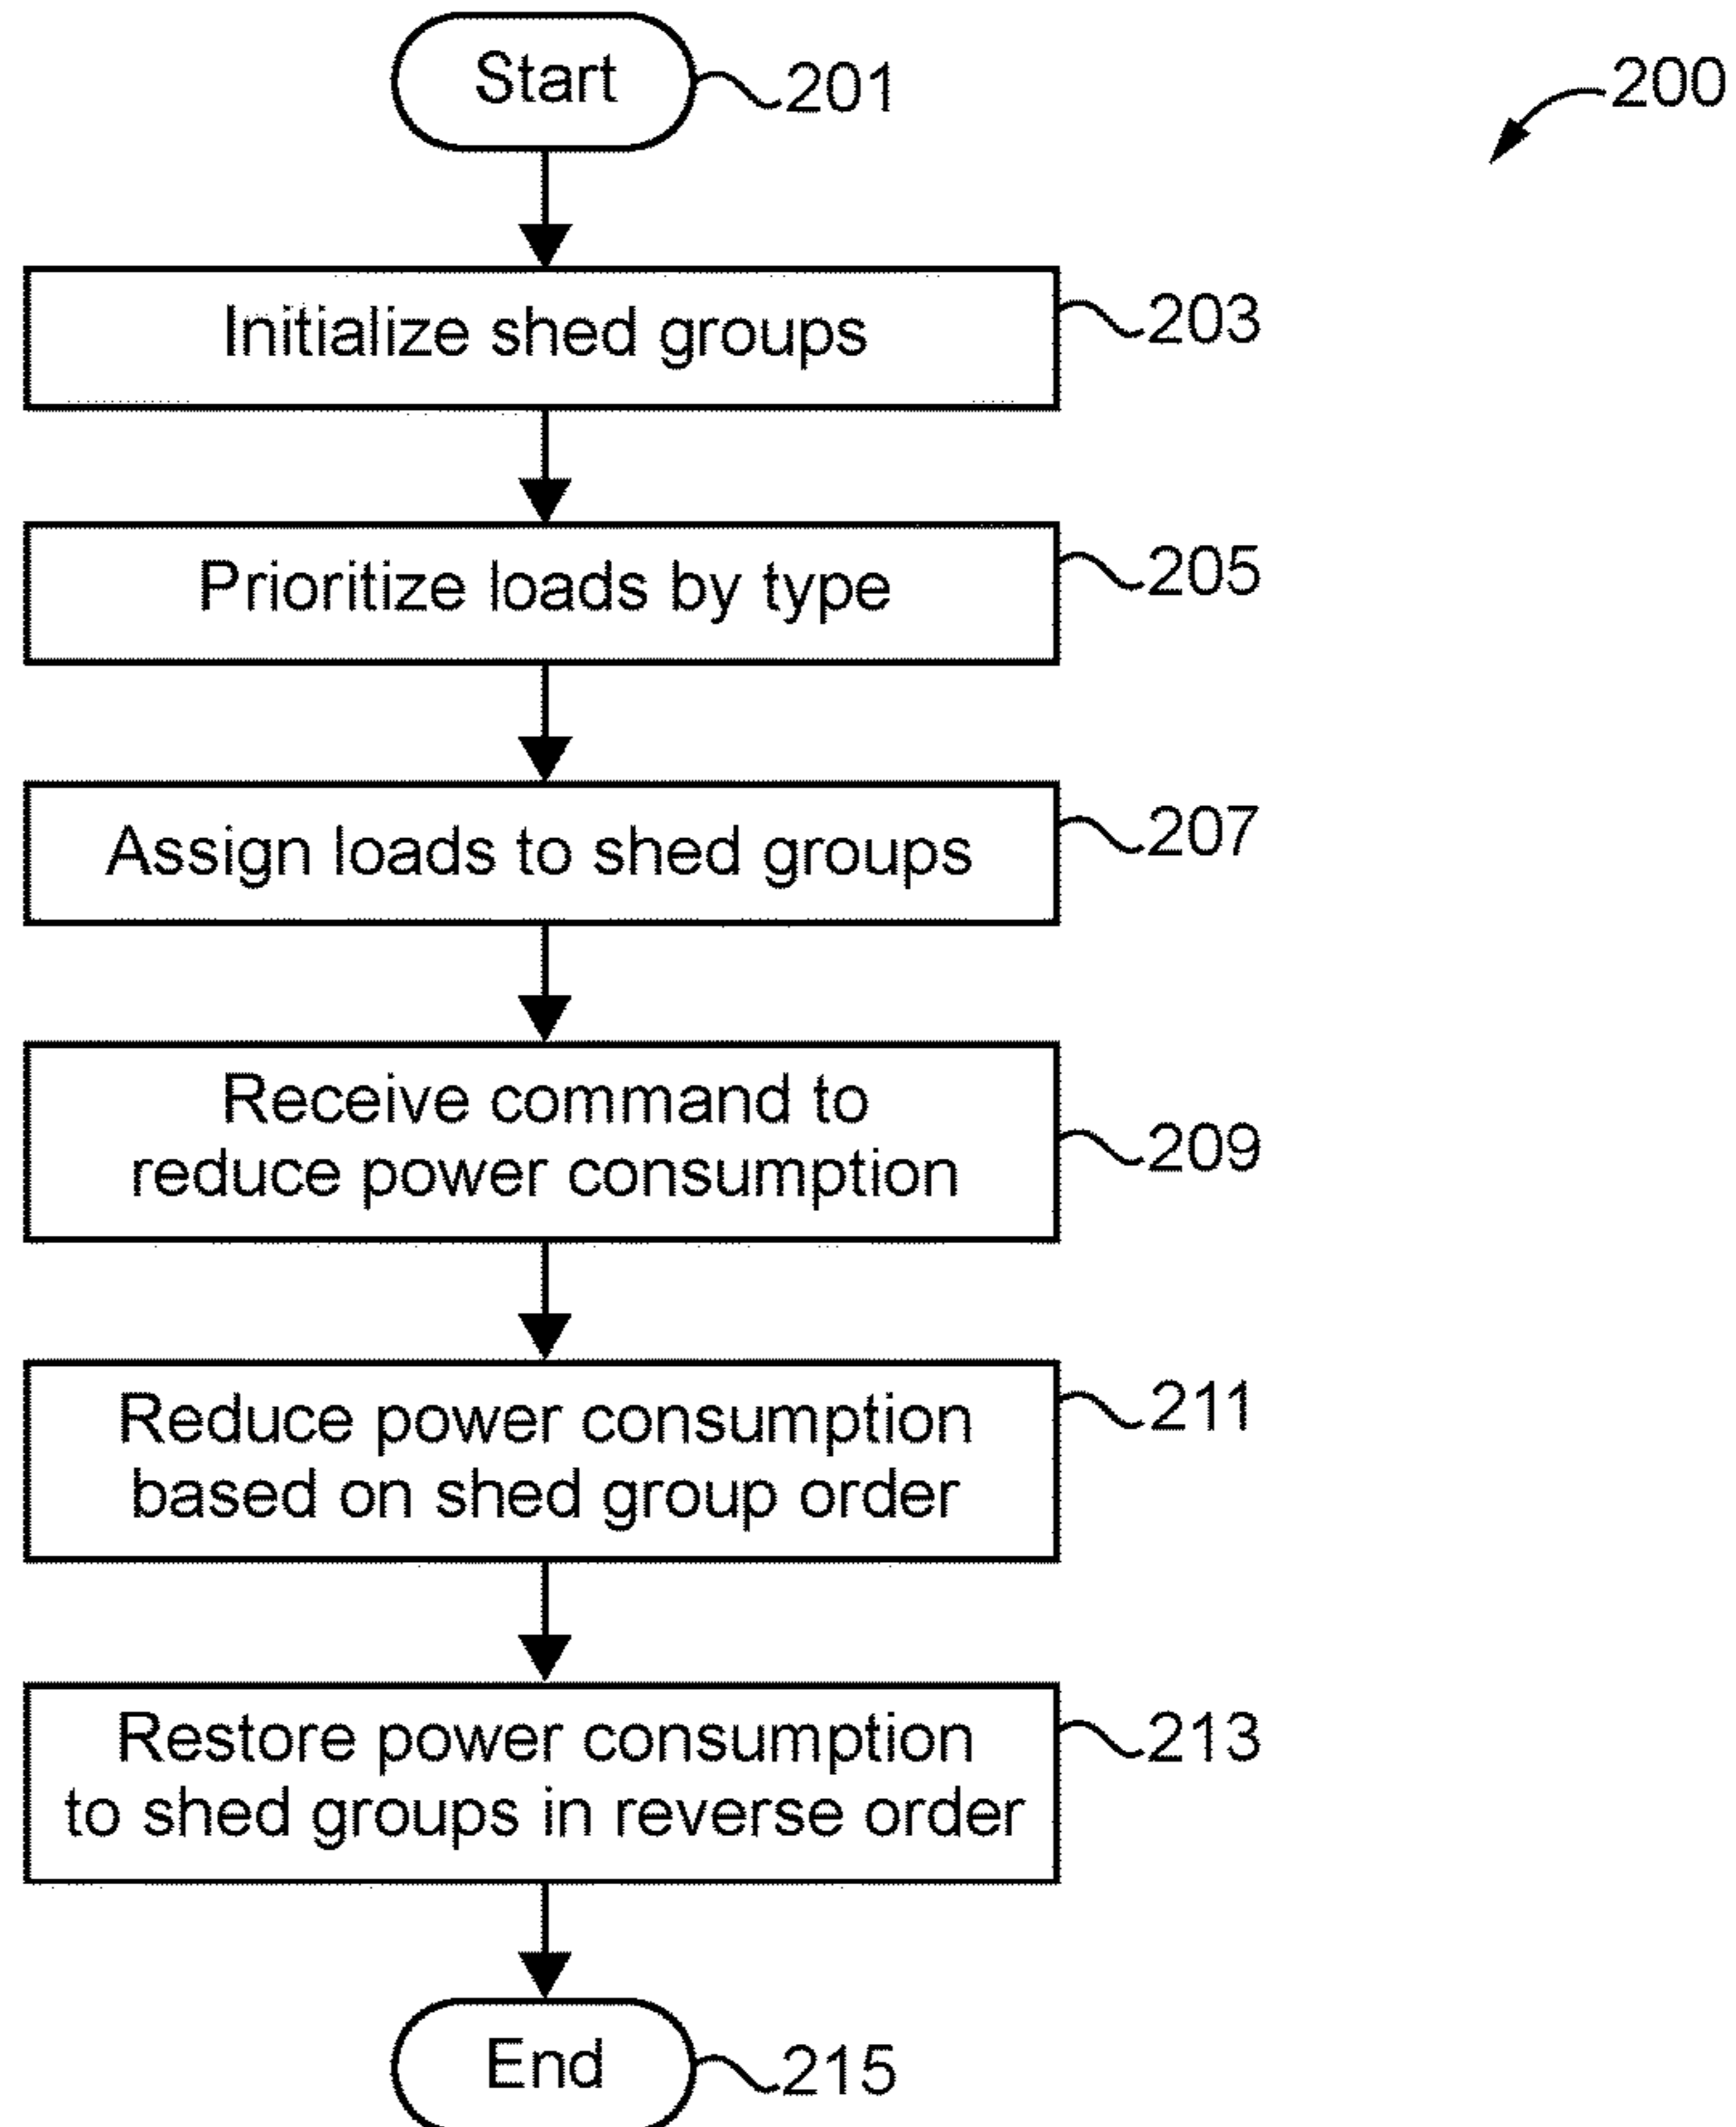 Start
201
200
Initialize shed groups
203
Prioritize loads by type
205
Assign loads to shed groups
207
Receive command to
reduce power consumption
209
Reduce power consumption
based on shed group order
211
Restore power consumption
to shed groups in reverse order
213
End
215